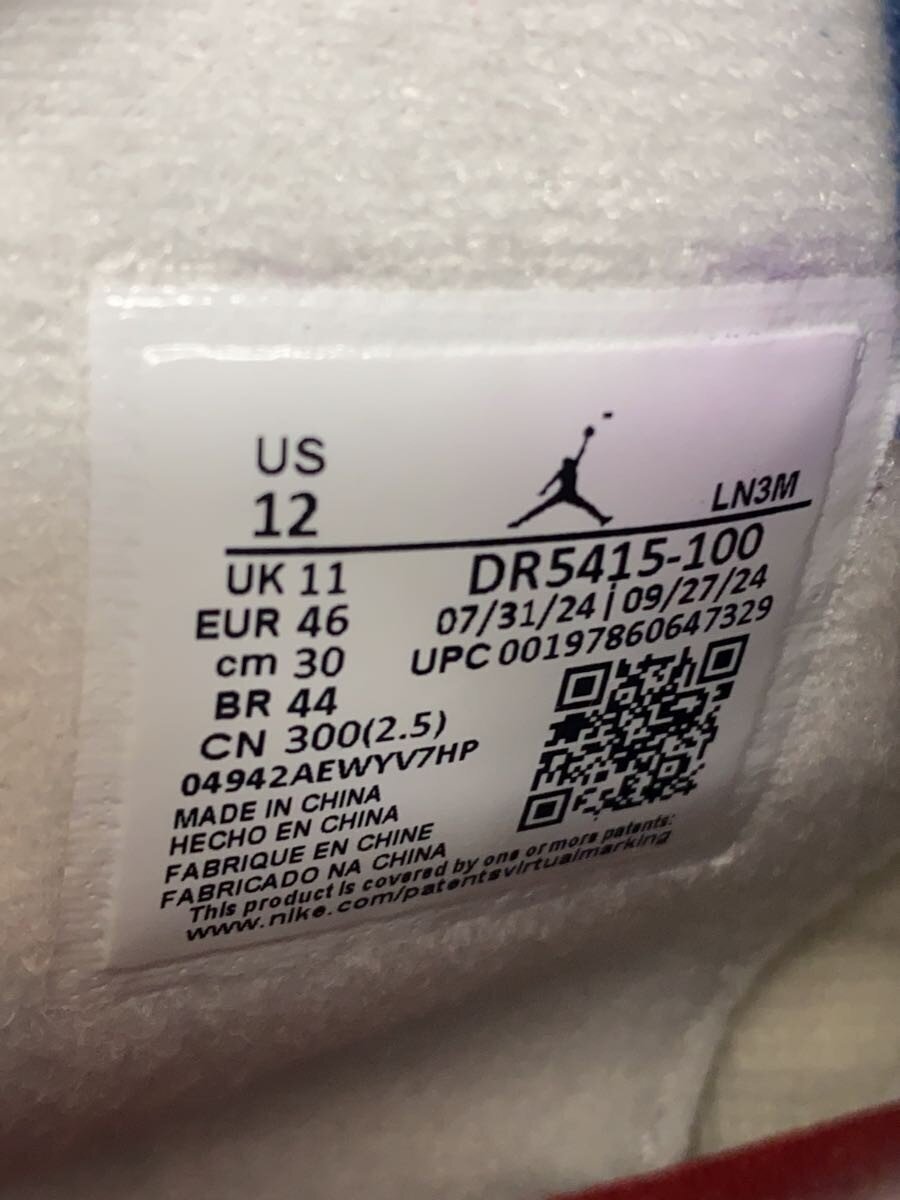 US
12
LN3M
UK 11
EUR 46
cm 30
BR 44
CN 300(2.5)
DR5415-100
07/31/24 | 09/27/24
UPC 00197860647329
04942AEWYV7HP
MADE IN CHINA
HECHO EN CHINA
FABRIQUE EN CHINE
FABRICADO NA CHINA
This product is covered by one or more patents:
www.nike.com/patentsvirtualmarking